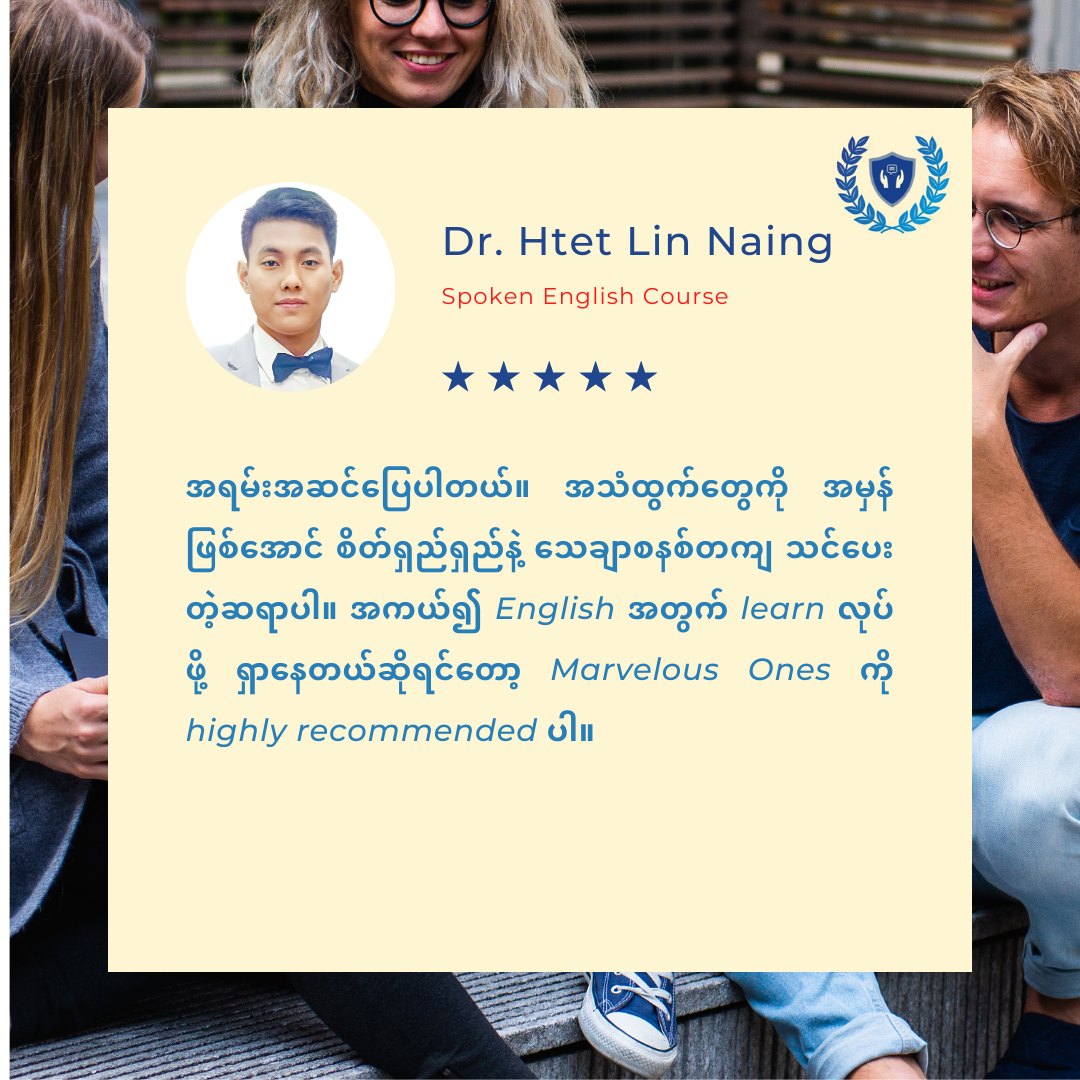 Dr. Htet Lin Naing
Spoken English Course
အရမ်းအဆင်ပြေပါတယ်။ အသံထွက်တွေကို အမှန်
ဖြစ်အောင် စိတ်ရှည်ရှည်နဲ့ သေချာစနစ်တကျ သင်ပေး
တဲ့ဆရာပါ။ အကယ်၍ English အတွက် learn လုပ်
ဖို့ ရှာနေတယ်ဆိုရင်တော့ Marvelous Ones ကို
highly recommended ပါ။